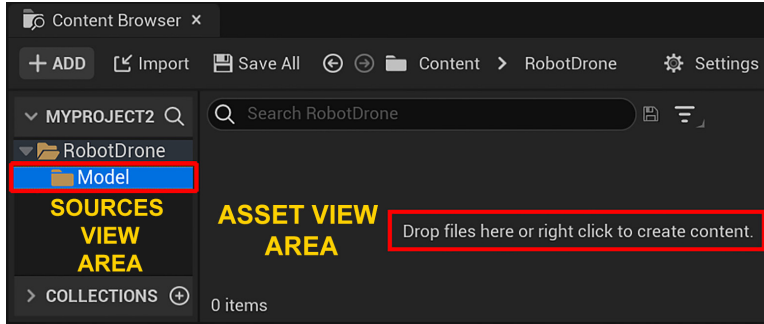 Content Browser ×
+ ADD Import Save All Content > RobotDrone Settings
MYPROJECT2 Search RobotDrone
RobotDrone
Model
SOURCES
VIEW
AREA
ASSET VIEW
AREA
Drop files here or right click to create content.
COLLECTIONS
0 items